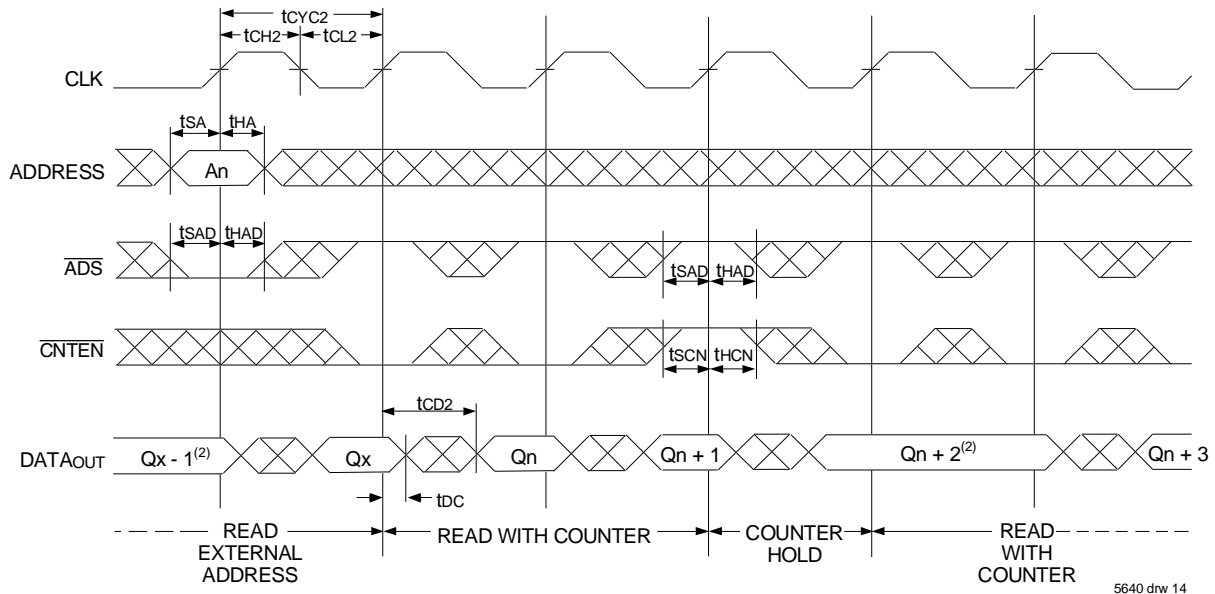 tCYC2
tCH2 tCL2
CLK
tSA tHA
ADDRESS An
tSAD tHAD
ADS tSAD tHAD
CNTEN tSCN tHCN
tCD2
DATAOUT Qx - 1(2) Qx Qn Qn + 1 Qn + 2(2) Qn + 3
tDC
READ EXTERNAL ADDRESS
READ WITH COUNTER
COUNTER HOLD
READ WITH COUNTER
5640 drw 14